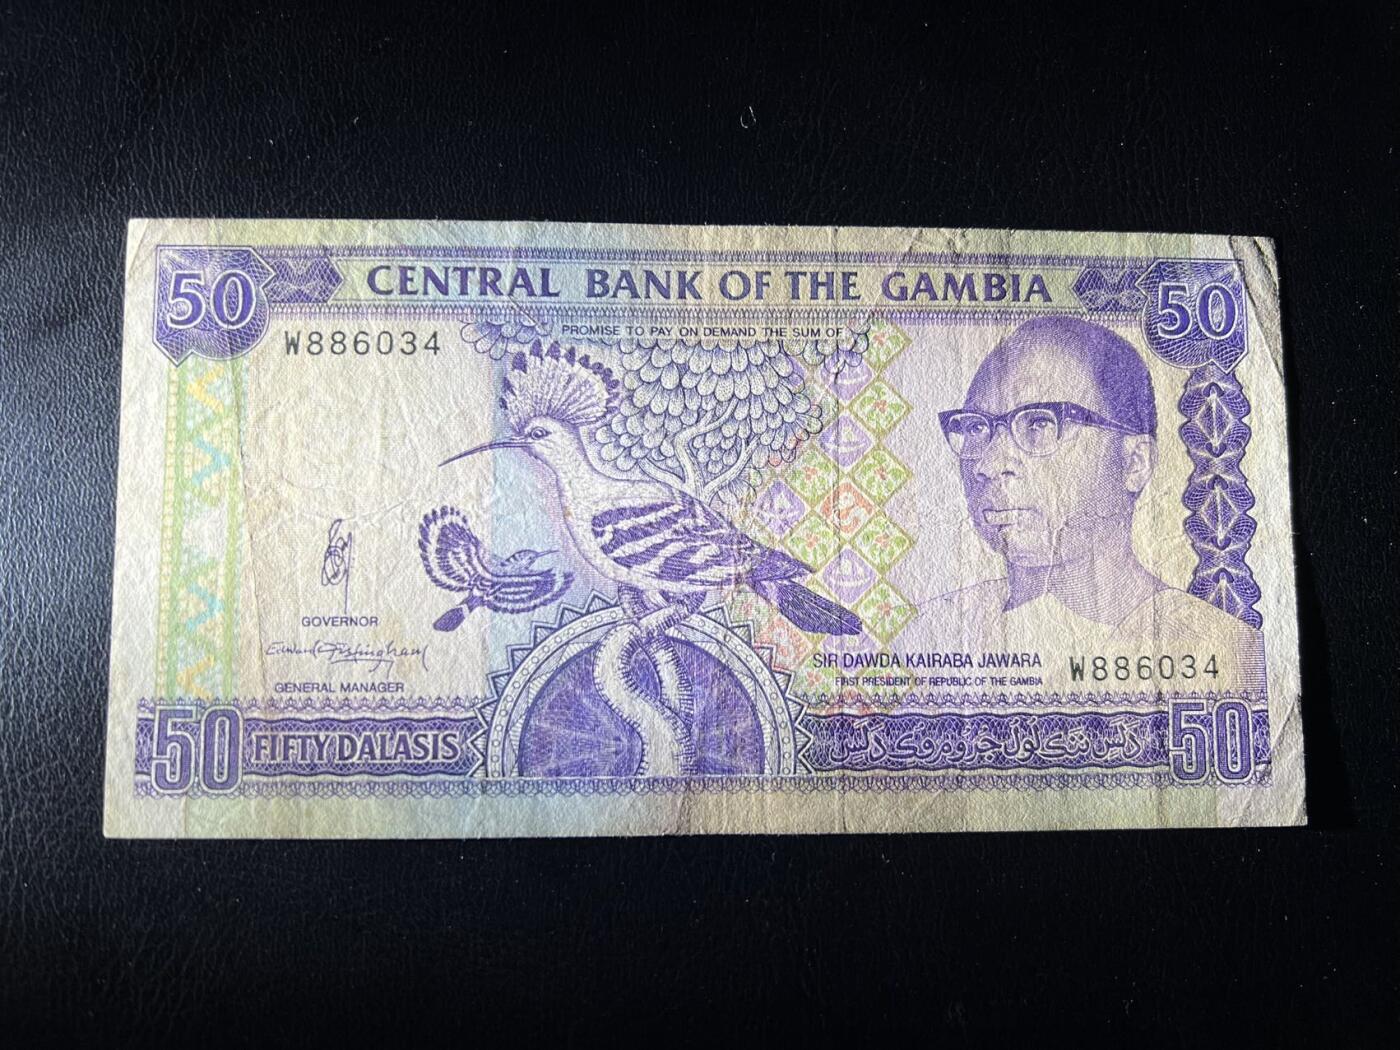 50 CENTRAL BANK OF THE GAMBIA 50
W886034
PROMISE TO PAY ON DEMAND THE SUM OF
GOVERNOR
GENERAL MANAGER
SIR DAWDA KAIRABA JAWARA
FIRST PRESIDENT OF REPUBLIC OF THE GAMBIA
W886034
50 FIFTY DALASIS
50